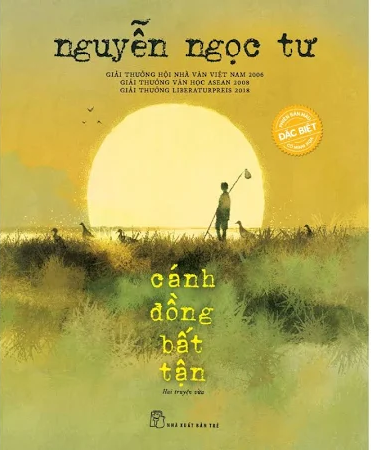 nguyễn ngọc tư
GIẢI THƯỞNG HỘI NHÀ VĂN VIỆT NAM 2006
GIẢI THƯỞNG VĂN HỌC ASEAN 2008
GIẢI THƯỞNG LIBERATURPREIS 2018
ĐẶC BIỆT
cánh
đồng
bất
tận
Hai truyện vừa
NHÀ XUẤT BẢN TRẺ